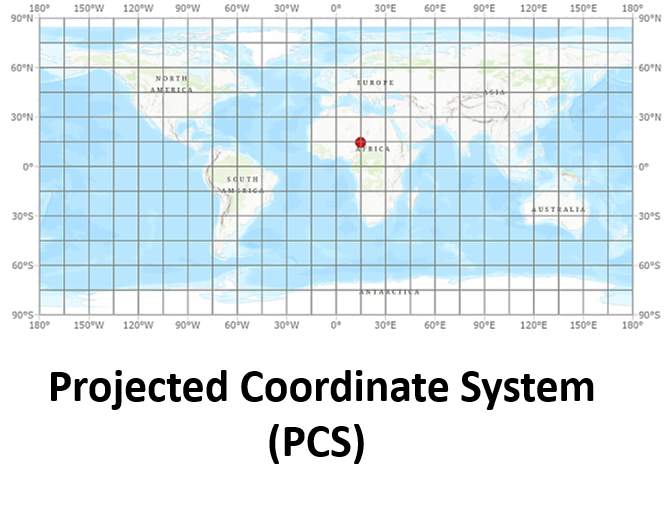 180° 150°W 120°W 90°W 60°W 30°W 0° 30°E 60°E 90°E 120°E 150°E 180°
90°N 90°N
60°N 60°N
NORTH
AMERICA
EUROPE
ASIA
30°N 30°N
AFRICA
0° 0°
SOUTH
AMERICA
AUSTRALIA
30°S 30°S
60°S 60°S
ANTARCTICA
90°S 90°S
180° 150°W 120°W 90°W 60°W 30°W 0° 30°E 60°E 90°E 120°E 150°E 180°
Projected Coordinate System
(PCS)